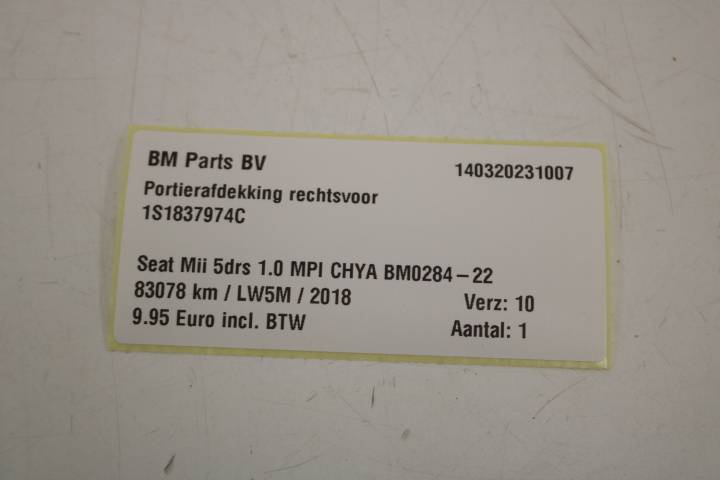 BM Parts BV 140320231007
Portierafdekking rechtsvoor
1S1837974C
Seat Mii 5drs 1.0 MPI CHYA BM0284-22
83078 km / LW5M / 2018 Verz: 10
9.95 Euro incl. BTW Aantal: 1